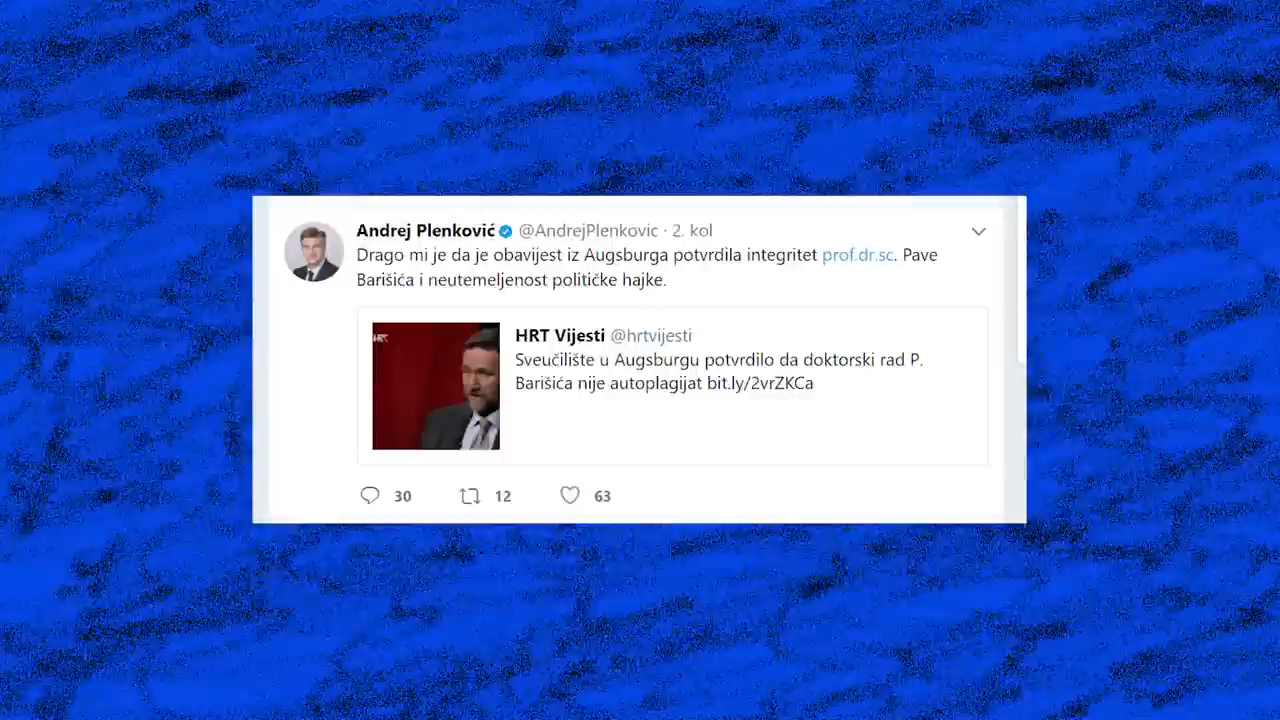 Andrej Plenković @AndrejPlenkovic · 2. kol
Drago mi je da je obavijest iz Augsburga potvrdila integritet prof.dr.sc. Pave
Barišića i neutemeljenost političke hajke.
HRT
HRT Vijesti @hrtvijesti
Sveučilište u Augsburgu potvrdilo da doktorski rad P.
Barišića nije autoplagijat bit.ly/2vrZKCa
30 12 63